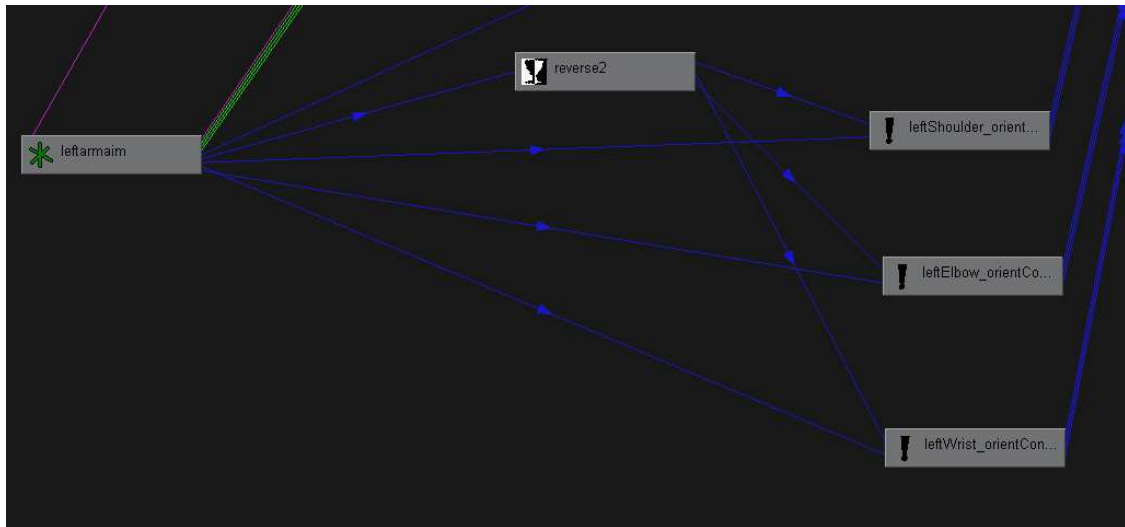 reverse2
leftShoulder_orient...
leftarmaim
leftElbow_orientCo...
leftWrist_orientCon...